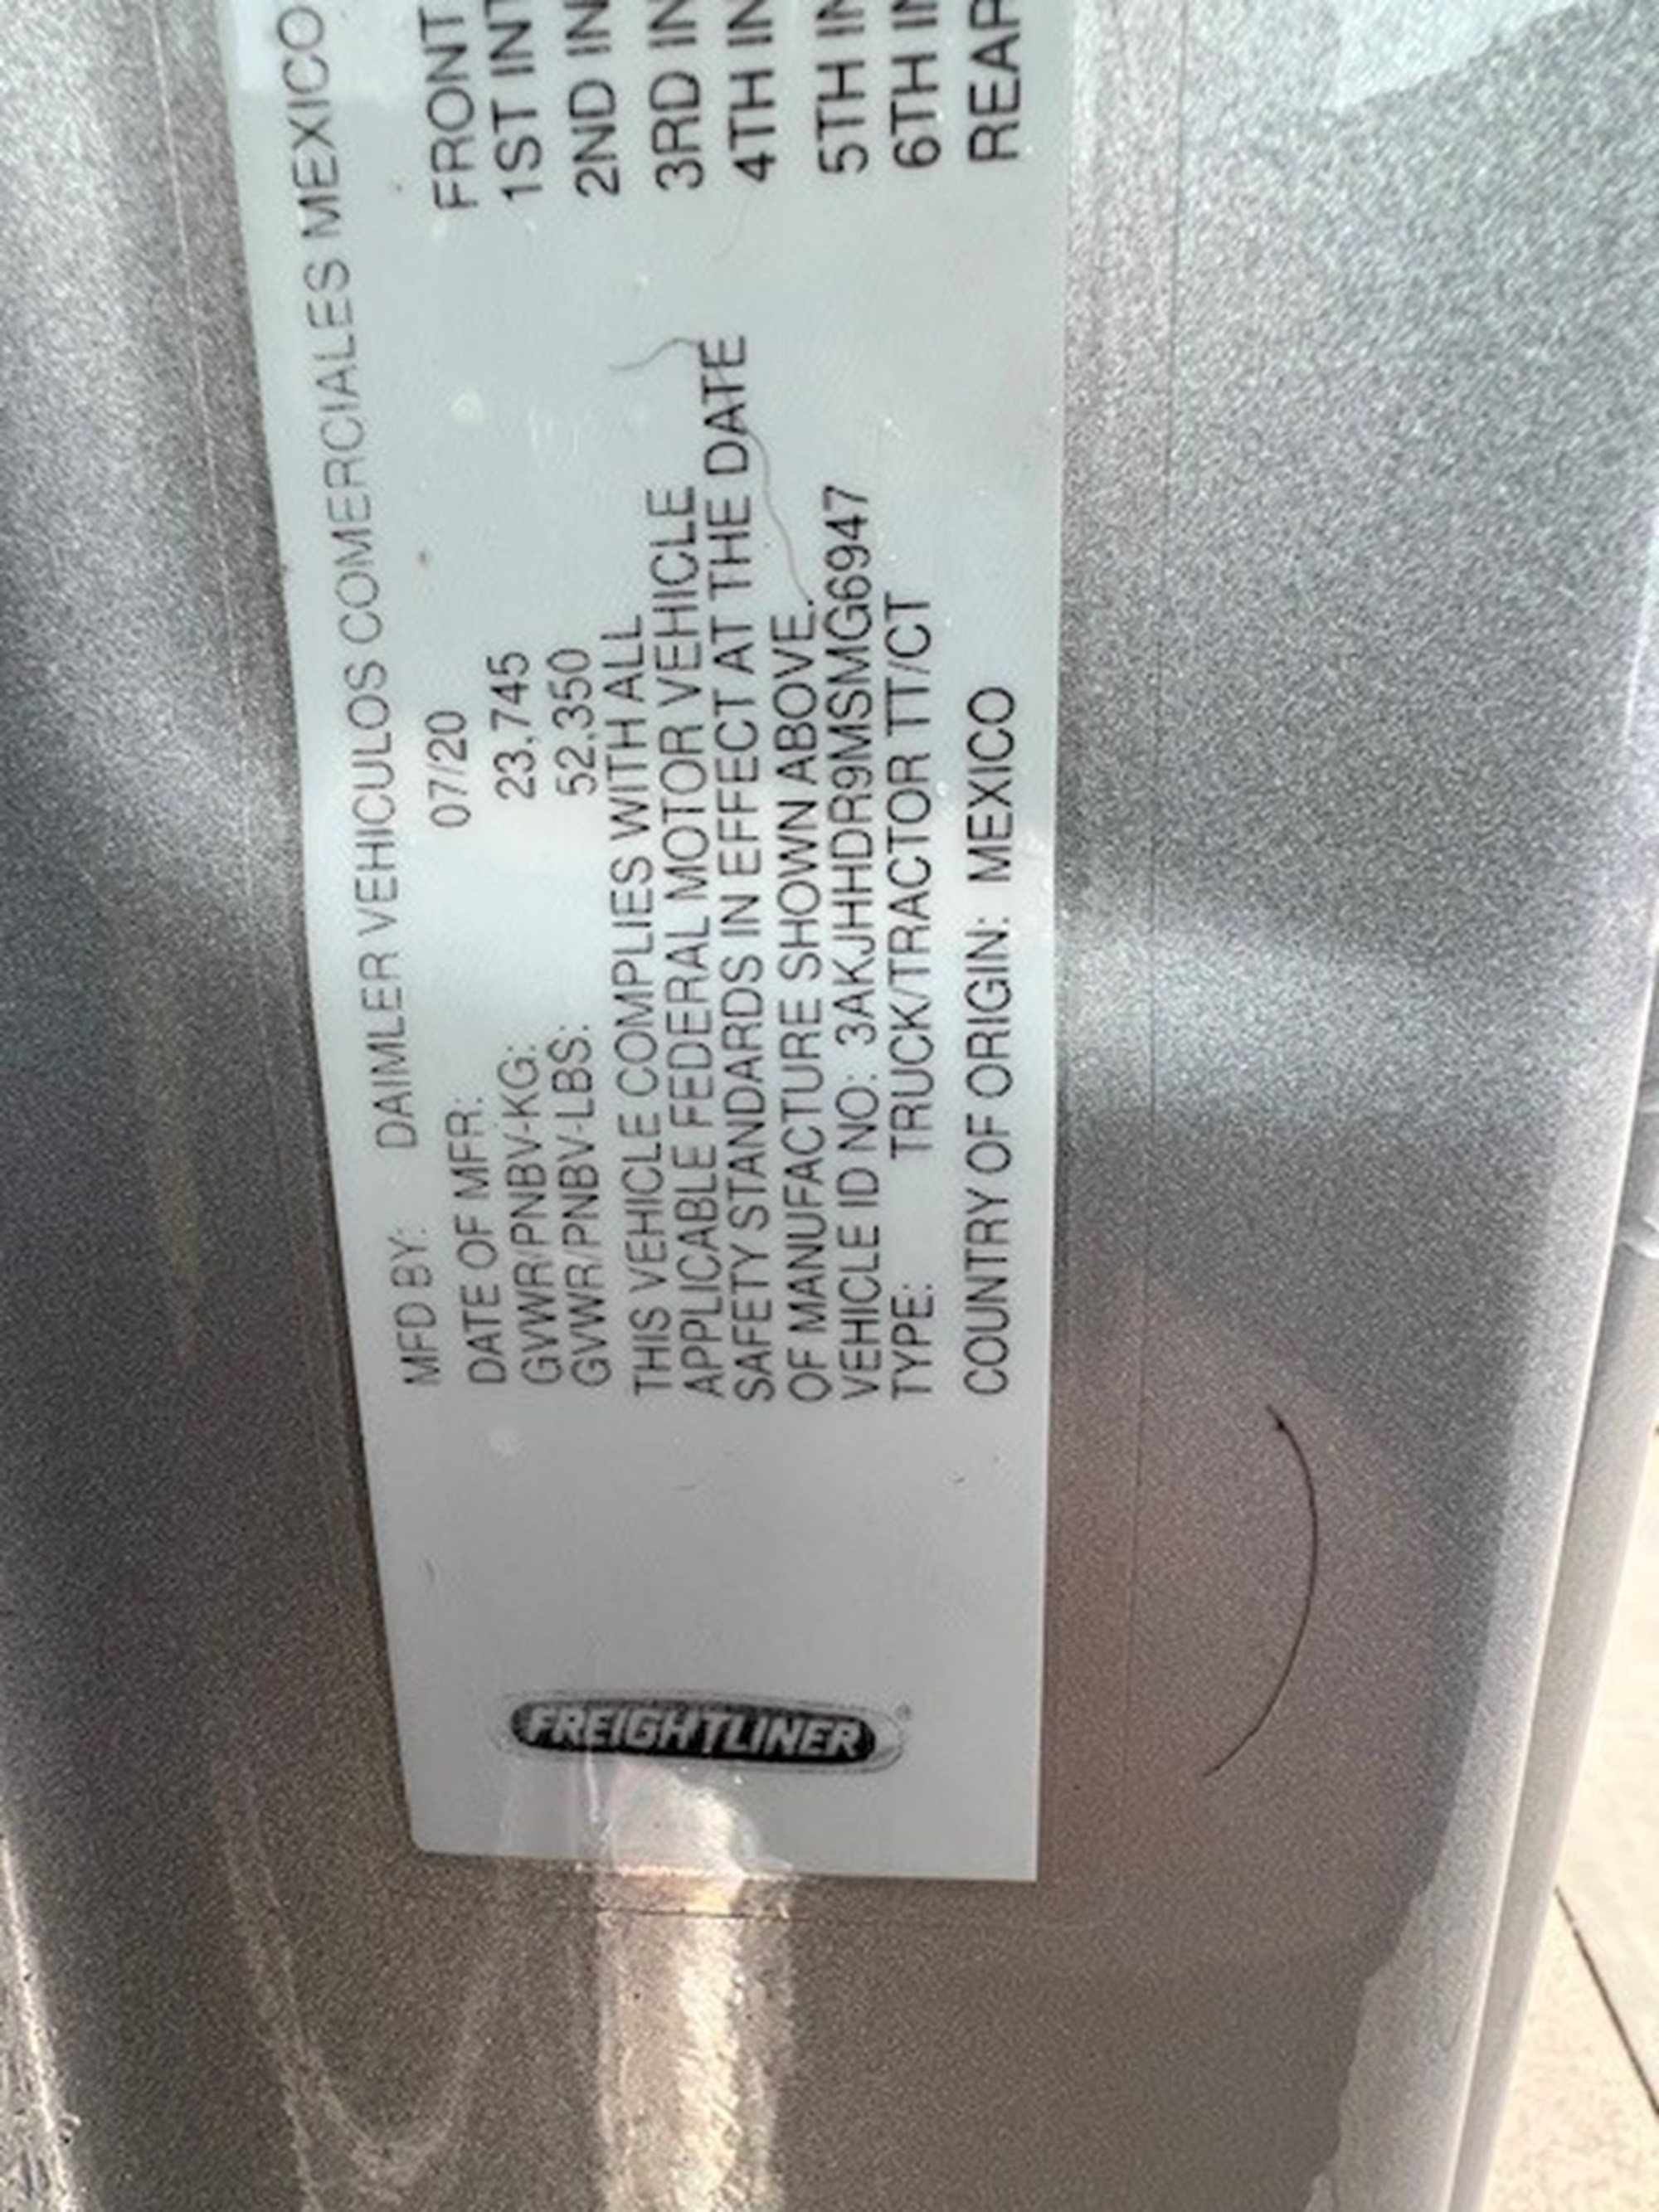 FREIGHTLINER
MFD BY: DAIMLER VEHICULOS COMERCIALES MEXICO
DATE OF MFR: 07/20
GVWR/PNBV-KG: 23,745
GVWR/PNBV-LBS: 52,350
THIS VEHICLE COMPLIES WITH ALL
APPLICABLE FEDERAL MOTOR VEHICLE
SAFETY STANDARDS IN EFFECT AT THE DATE
OF MANUFACTURE SHOWN ABOVE.
VEHICLE ID NO: 3AKJHHDR9MSMG6947
TYPE: TRUCK/TRACTOR TT/CT
COUNTRY OF ORIGIN: MEXICO
FRONT
1ST INT
2ND IN
3RD IN
4TH IN
5TH IN
6TH IN
REAR